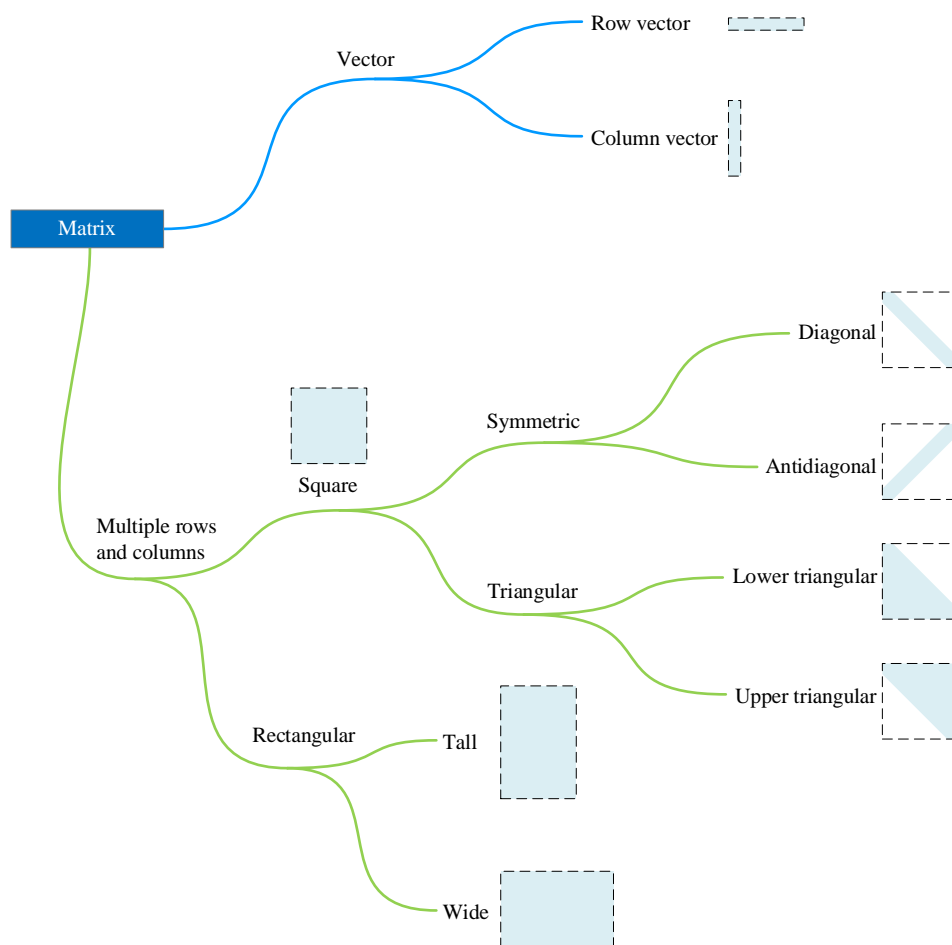 Row vector
Vector
Column vector
Matrix
Diagonal
Symmetric
Antidiagonal
Square
Multiple rows
and columns
Lower triangular
Triangular
Upper triangular
Rectangular
Tall
Wide